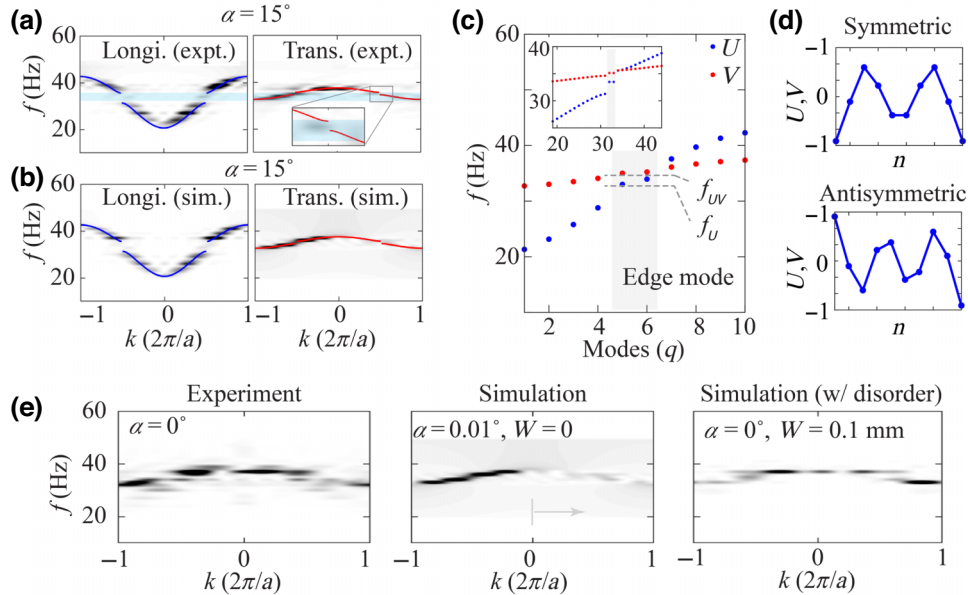 (a)
α = 15°
Longi. (expt.)
Trans. (expt.)
f (Hz)
60
40
20
(b)
α = 15°
Longi. (sim.)
Trans. (sim.)
f (Hz)
60
40
20
−1 0 1 −1 0 1
k (2π/a) k (2π/a)
(c)
f (Hz)
60
40
20
39
31
20 30 40
U
V
f_UV
f_U
Edge mode
2 4 6 8 10
Modes (q)
(d)
Symmetric
U,V
−1
0
−1
n
Antisymmetric
U,V
−1
0
−1
n
(e)
Experiment
α = 0°
f (Hz)
60
40
20
-1 0 1
k (2π/a)
Simulation
α = 0.01°, W = 0
-1 0 1
k (2π/a)
Simulation (w/ disorder)
α = 0°, W = 0.1 mm
-1 0 1
k (2π/a)